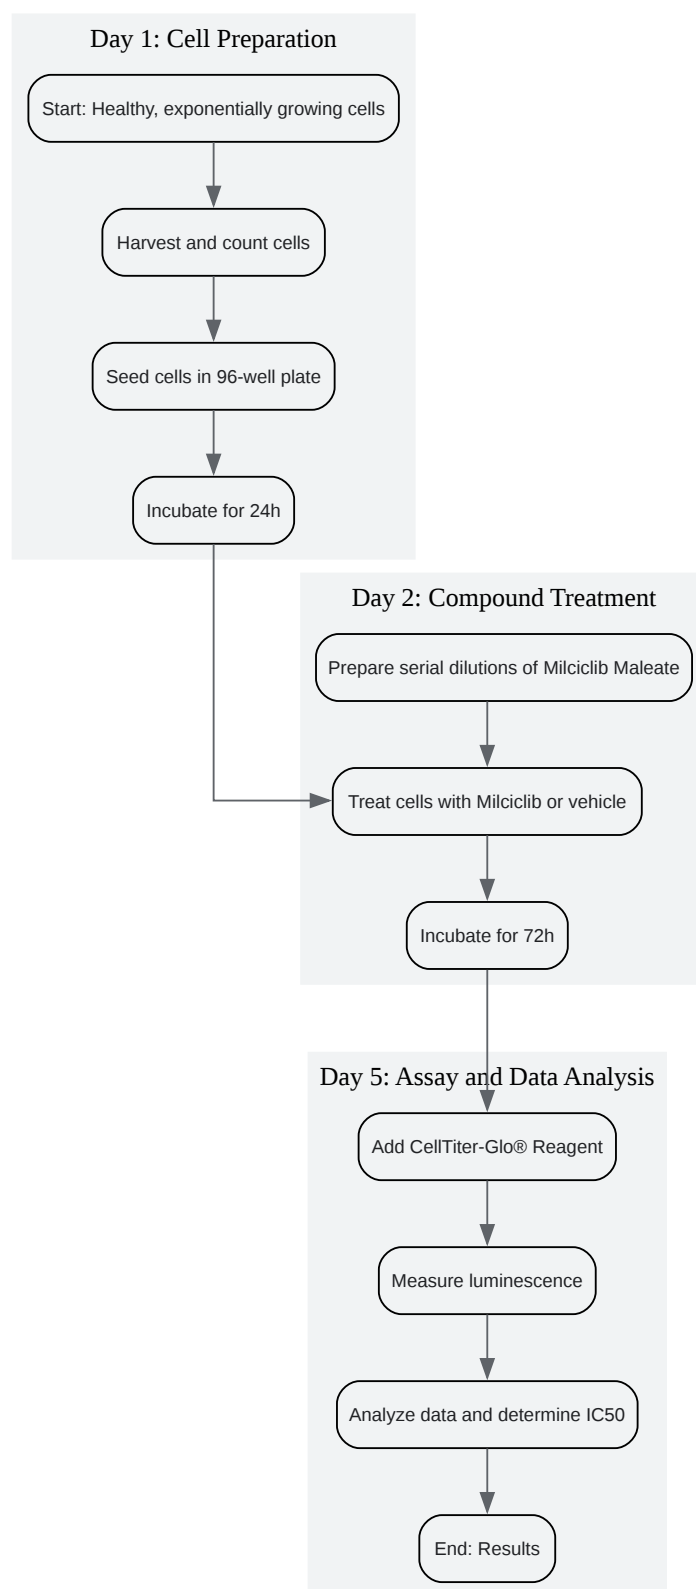 Day 1: Cell Preparation
Start: Healthy, exponentially growing cells
Harvest and count cells
Seed cells in 96-well plate
Incubate for 24h
Day 2: Compound Treatment
Prepare serial dilutions of Milciclib Maleate
Treat cells with Milciclib or vehicle
Incubate for 72h
Day 5: Assay and Data Analysis
Add CellTiter-Glo® Reagent
Measure luminescence
Analyze data and determine IC50
End: Results